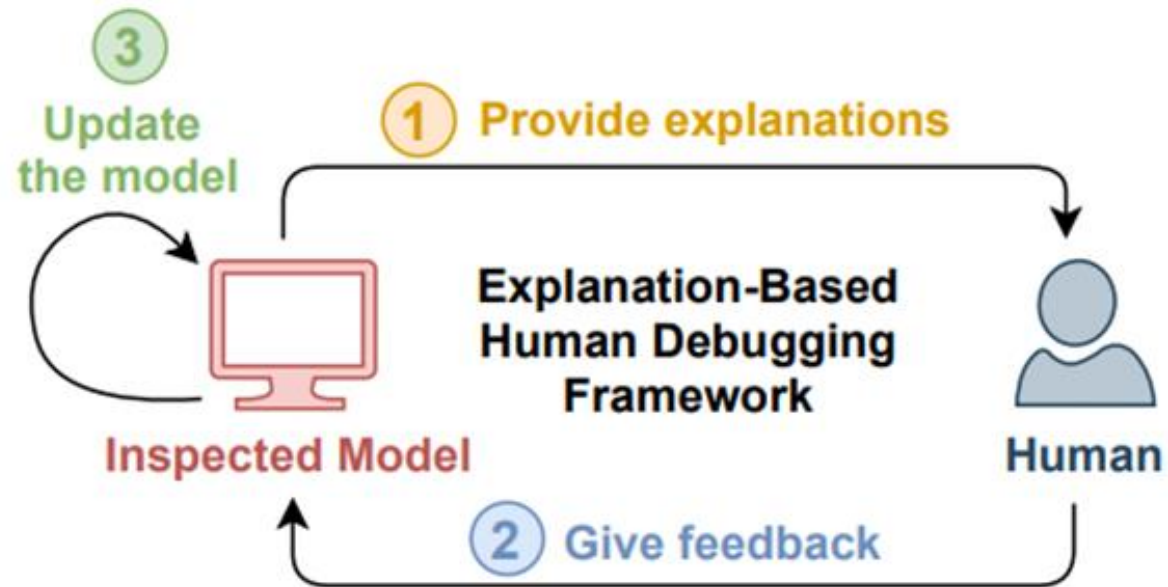 3
Update
the model
1 Provide explanations
Explanation-Based
Human Debugging
Framework
Inspected Model
Human
2 Give feedback